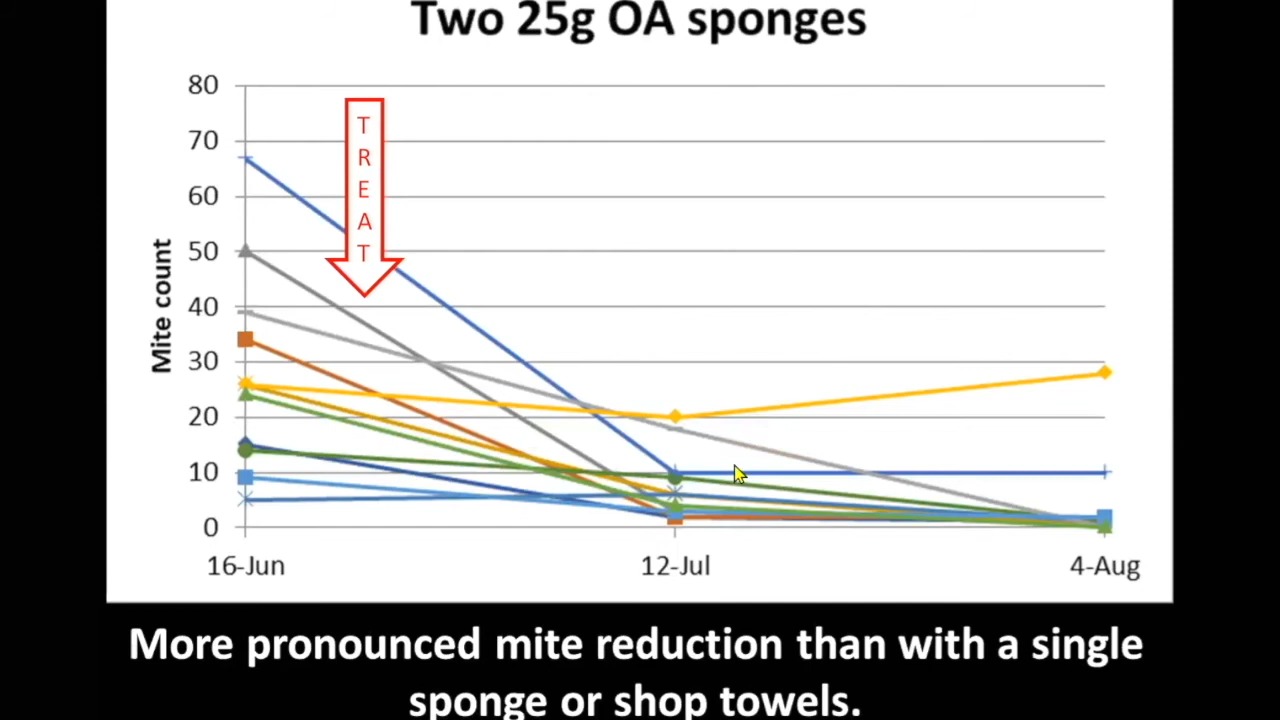 Two 25g OA sponges
80
70
60
50
40
30
20
10
0
Mite count
T
R
E
A
T
16-Jun
12-Jul
4-Aug
More pronounced mite reduction than with a single
sponge or shop towels.